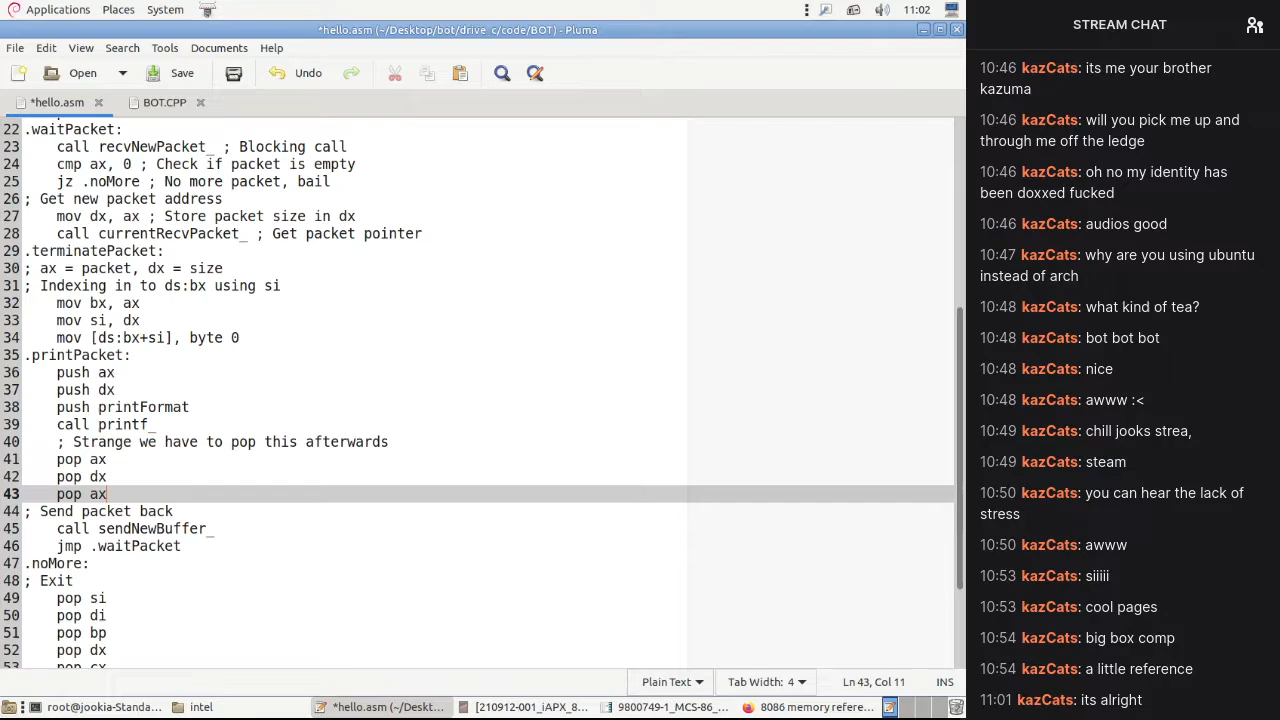 Applications Places System 11:02
*hello.asm (~/Desktop/bot/drive_c/code/BOT) - Pluma
File Edit View Search Tools Documents Help
Open Save Undo
*hello.asm BOT.CPP
22 .waitPacket:
23 call recvNewPacket_ ; Blocking call
24 cmp ax, 0 ; Check if packet is empty
25 jz .noMore ; No more packet, bail
26 ; Get new packet address
27 mov dx, ax ; Store packet size in dx
28 call currentRecvPacket_ ; Get packet pointer
29 .terminatePacket:
30 ; ax = packet, dx = size
31 ; Indexing in to ds:bx using si
32 mov bx, ax
33 mov si, dx
34 mov [ds:bx+si], byte 0
35 .printPacket:
36 push ax
37 push dx
38 push printFormat
39 call printf_
40 ; Strange we have to pop this afterwards
41 pop ax
42 pop dx
43 pop ax
44 ; Send packet back
45 call sendNewBuffer_
46 jmp .waitPacket
47 .noMore:
48 ; Exit
49 pop si
50 pop di
51 pop bp
52 pop dx
53 pop cx
Plain Text Tab Width: 4 Ln 43, Col 11 INS
root@jookia-Standa... intel *hello.asm (~/Deskt... [210912-001_iAPX_8... 9800749-1_MCS-86_... 8086 memory refere...
STREAM CHAT
10:46 kazCats: its me your brother
kazuma
10:46 kazCats: will you pick me up and
through me off the ledge
10:46 kazCats: oh no my identity has
been doxxed fucked
10:46 kazCats: audios good
10:47 kazCats: why are you using ubuntu
instead of arch
10:48 kazCats: what kind of tea?
10:48 kazCats: bot bot bot
10:48 kazCats: nice
10:48 kazCats: awww :<
10:49 kazCats: chill jooks strea,
10:49 kazCats: steam
10:50 kazCats: you can hear the lack of
stress
10:50 kazCats: awww
10:53 kazCats: siiiii
10:53 kazCats: cool pages
10:54 kazCats: big box comp
10:54 kazCats: a little reference
11:01 kazCats: its alright